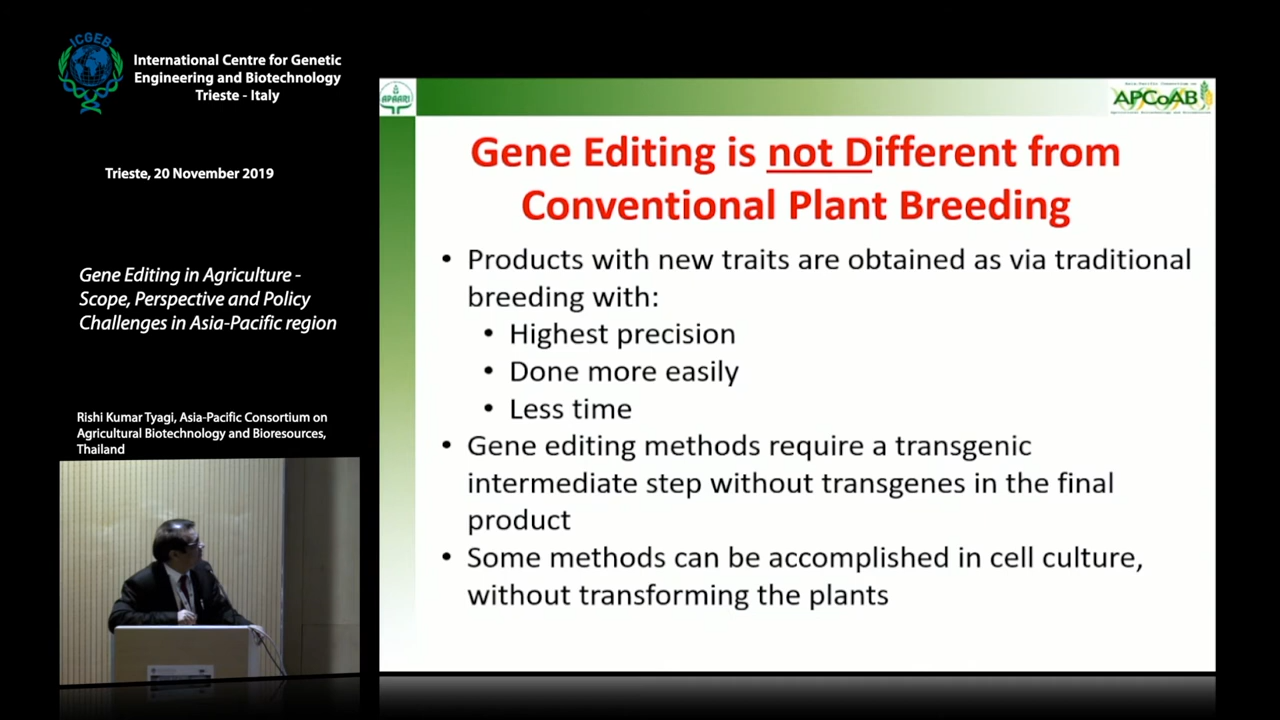 ICGEB
International Centre for Genetic
Engineering and Biotechnology
Trieste - Italy
Trieste, 20 November 2019
Gene Editing in Agriculture -
Scope, Perspective and Policy
Challenges in Asia-Pacific region
Rishi Kumar Tyagi, Asia-Pacific Consortium on
Agricultural Biotechnology and Bioresources,
Thailand
APAARI
APCoAB
Gene Editing is not Different from
Conventional Plant Breeding
• Products with new traits are obtained as via traditional
breeding with:
• Highest precision
• Done more easily
• Less time
• Gene editing methods require a transgenic
intermediate step without transgenes in the final
product
• Some methods can be accomplished in cell culture,
without transforming the plants